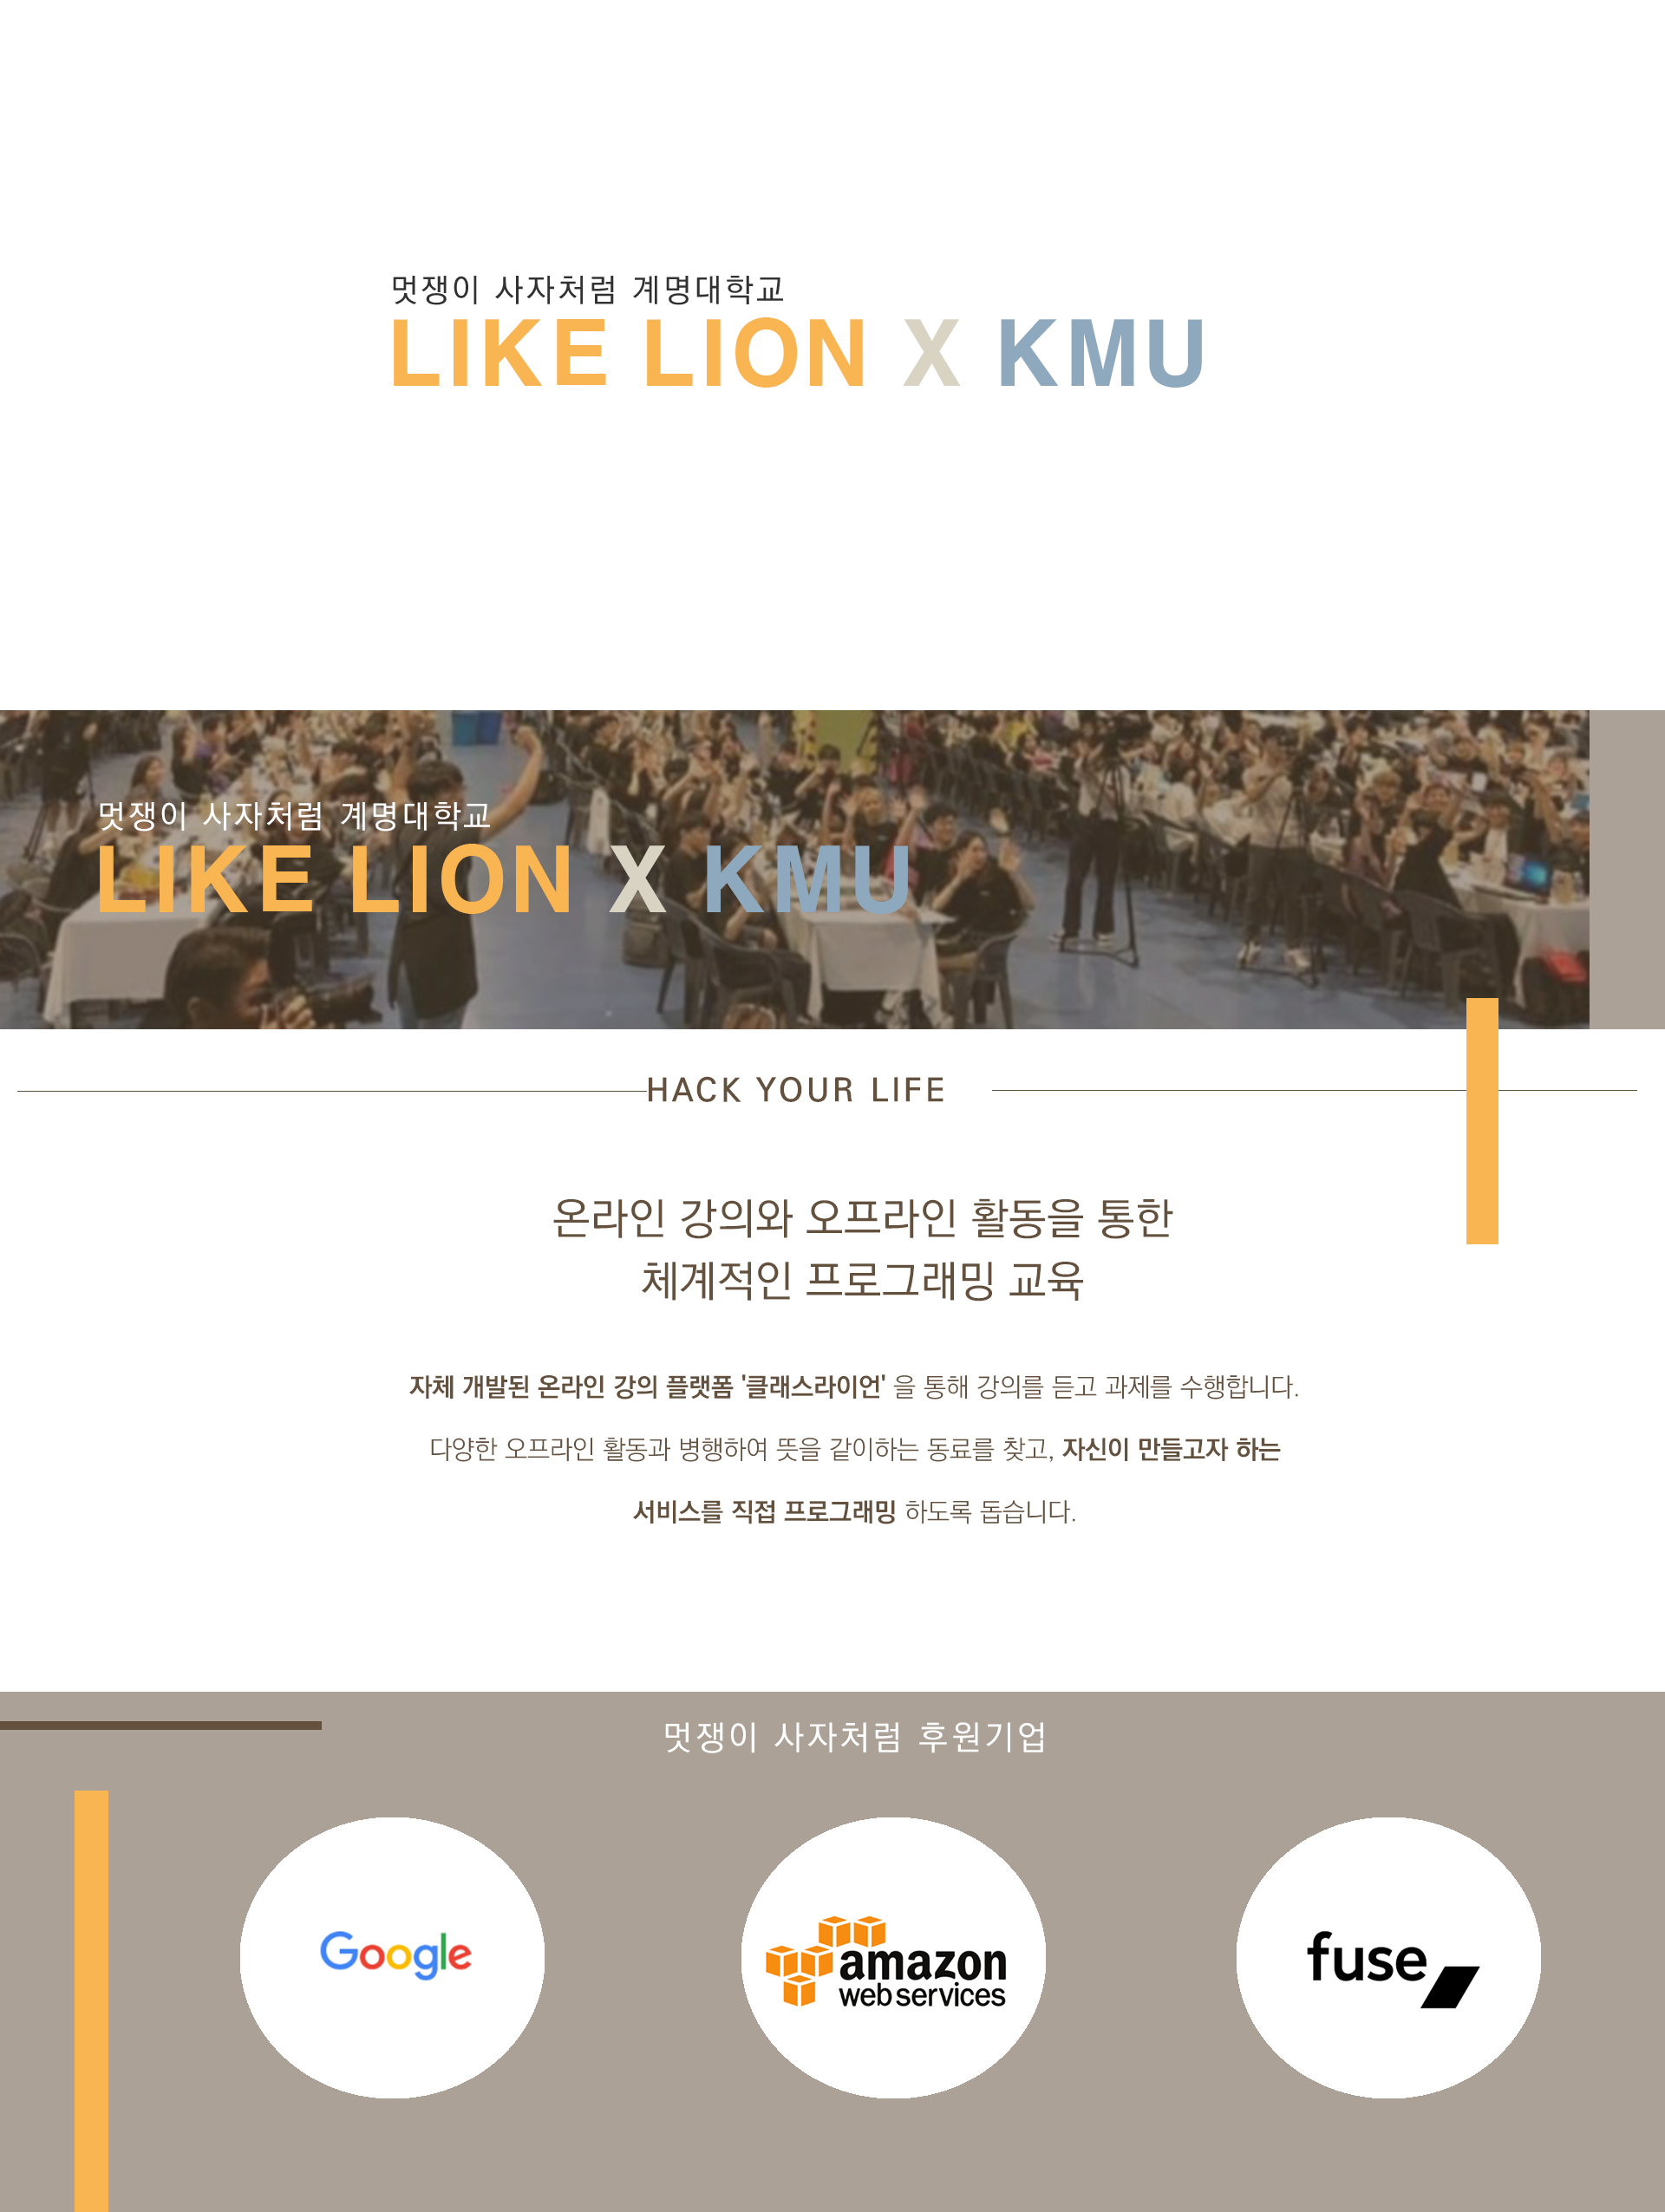 멋쟁이 사자처럼 계명대학교
LIKE LION X KMU
멋쟁이 사자처럼 계명대학교
LIKE LION X KMU
HACK YOUR LIFE
온라인 강의와 오프라인 활동을 통한
체계적인 프로그래밍 교육
자체 개발된 온라인 강의 플랫폼 '클래스라이언' 을 통해 강의를 듣고 과제를 수행합니다.
다양한 오프라인 활동과 병행하여 뜻을 같이하는 동료를 찾고, 자신이 만들고자 하는
서비스를 직접 프로그래밍 하도록 돕습니다.
멋쟁이 사자처럼 후원기업
Google
amazon
web services
fuse